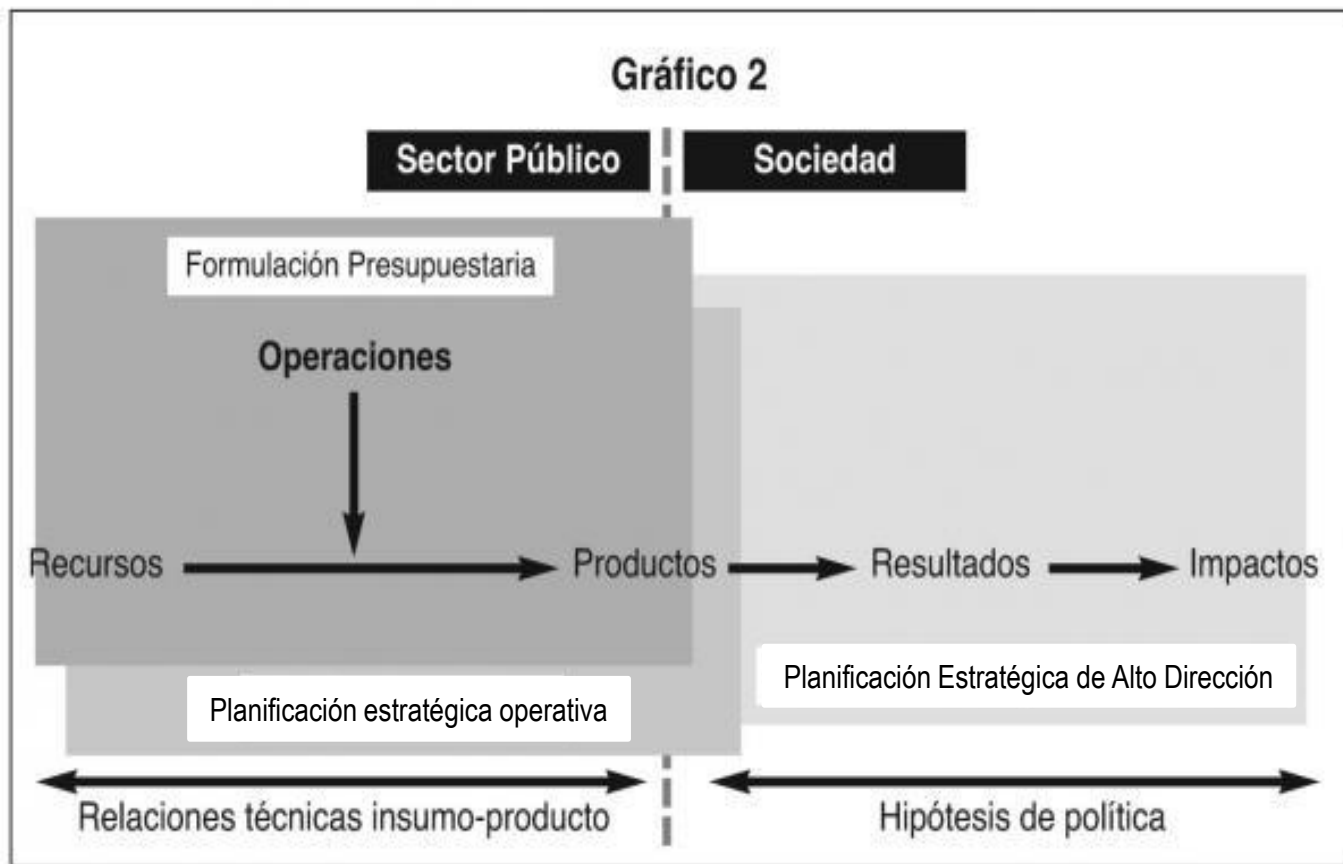 Gráfico 2
Sector Público
Sociedad
Formulación Presupuestaria
Operaciones
Recursos
Productos
Resultados
Impactos
Planificación estratégica operativa
Planificación Estratégica de Alto Dirección
Relaciones técnicas insumo-producto
Hipótesis de política